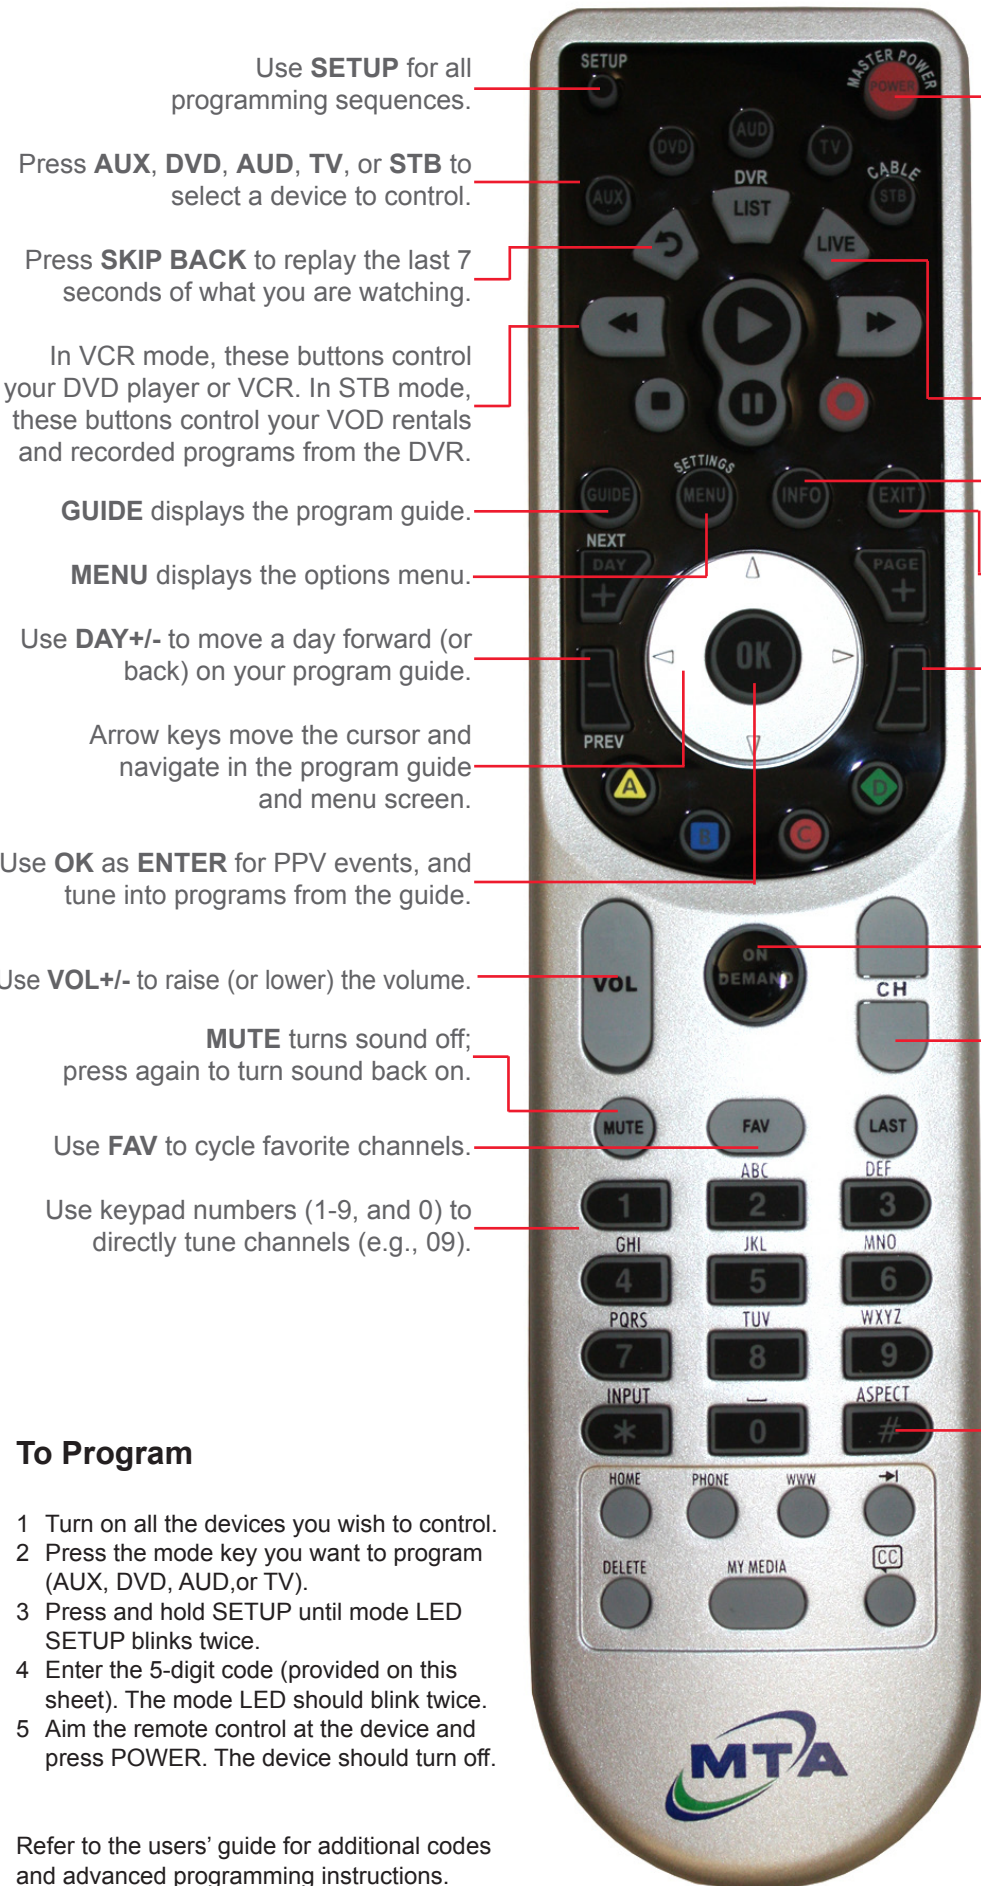 Use SETUP for all
programming sequences.
Press AUX, DVD, AUD, TV, or STB to
select a device to control.
Press SKIP BACK to replay the last 7
seconds of what you are watching.
In VCR mode, these buttons control
your DVD player or VCR. In STB mode,
these buttons control your VOD rentals
and recorded programs from the DVR.
GUIDE displays the program guide.
MENU displays the options menu.
Use DAY+/- to move a day forward (or
back) on your program guide.
Arrow keys move the cursor and
navigate in the program guide
and menu screen.
Use OK as ENTER for PPV events, and
tune into programs from the guide.
Use VOL+/- to raise (or lower) the volume.
MUTE turns sound off;
press again to turn sound back on.
Use FAV to cycle favorite channels.
Use keypad numbers (1-9, and 0) to
directly tune channels (e.g., 09).
To Program
1 Turn on all the devices you wish to control.
2 Press the mode key you want to program
(AUX, DVD, AUD,or TV).
3 Press and hold SETUP until mode LED
SETUP blinks twice.
4 Enter the 5-digit code (provided on this
sheet). The mode LED should blink twice.
5 Aim the remote control at the device and
press POWER. The device should turn off.
Refer to the users' guide for additional codes
and advanced programming instructions.
SETUP
MASTER POWER
POWER
AUD
DVD
TV
CABLE
AUX
DVR
STB
LIST
LIVE
SETTINGS
GUIDE
MENU
INFO
EXIT
NEXT
DAY
+
PAGE
+
OK
-
-
PREV
A
D
B
C
VOL
ON
DEMAND
CH
MUTE
FAV
LAST
ABC
DEF
1
2
3
GHI
JKL
MNO
4
5
6
PQRS
TUV
WXYZ
7
8
9
INPUT
ASPECT
*
0
#
HOME
PHONE
WWW
DELETE
MY MEDIA
CC
MTA